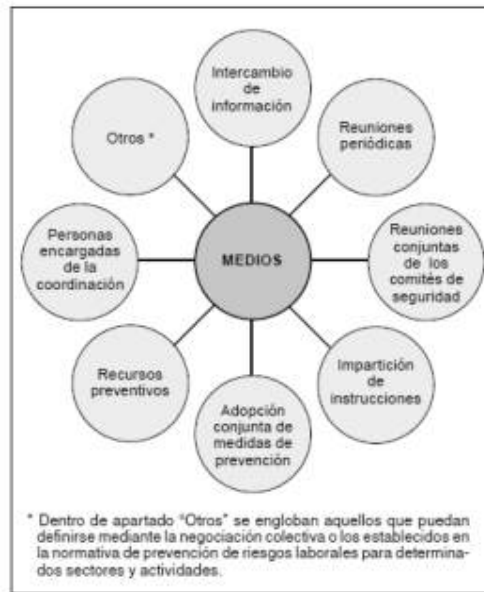 Intercambio
de
información
Reuniones
periódicas
Otros *
Personas
encargadas
de la
coordinación
MEDIOS
Reuniones
conjuntas
de los
comités de
seguridad
Recursos
preventivos
Impartición
de
instrucciones
Adopción
conjunta de
medidas de
prevención
* Dentro de apartado "Otros" se engloban aquellos que puedan
definirse mediante la negociación colectiva o los establecidos en
la normativa de prevención de riesgos laborales para determina-
dos sectores y actividades.